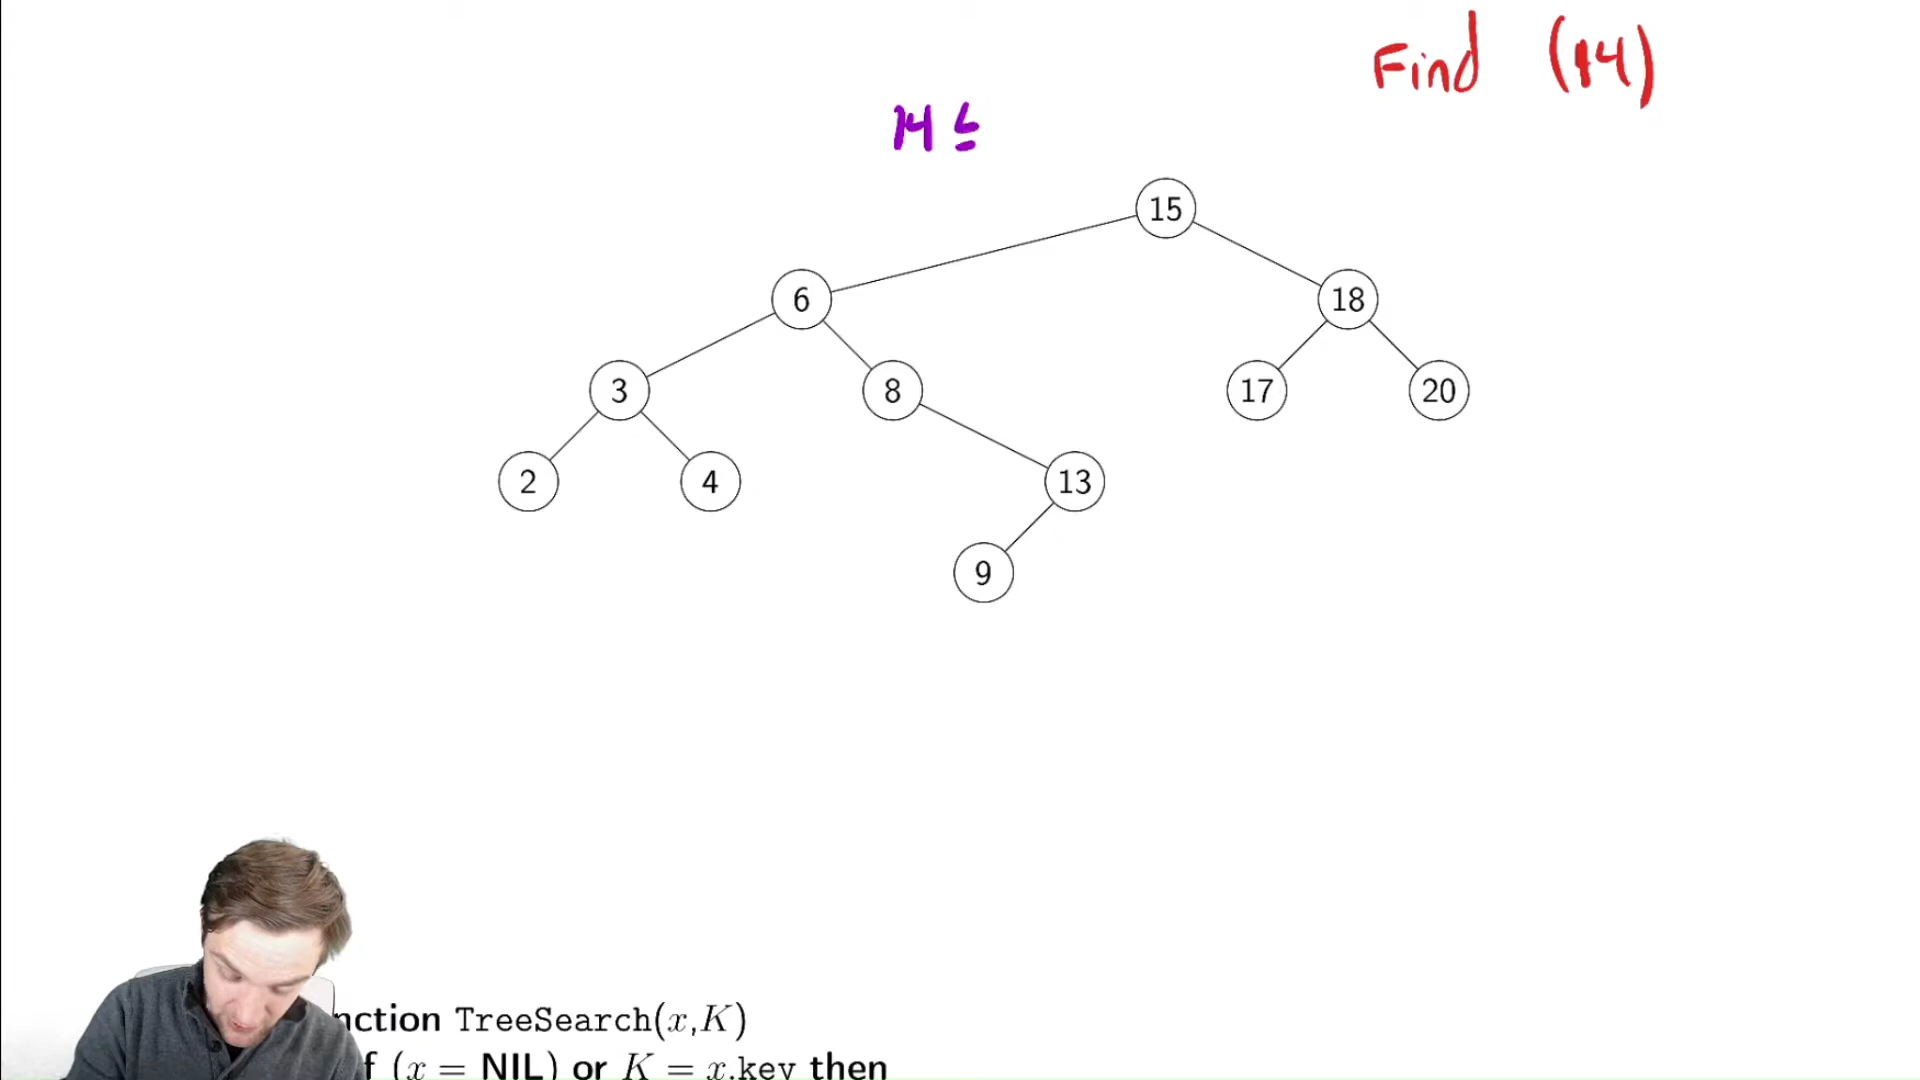 Find (14)
14 ≤
15
6 18
3 8 17 20
2 4 13
9
nction TreeSearch(x,K)
f (x = NIL) or K = x.key then